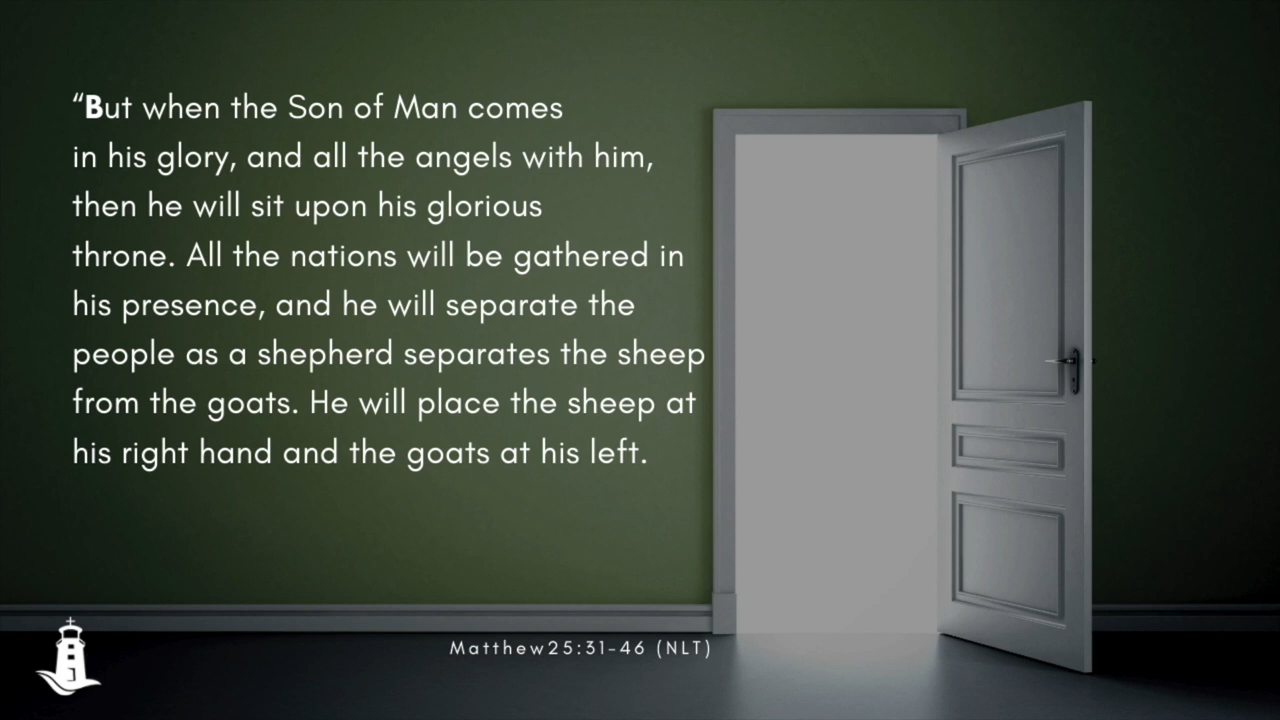 “But when the Son of Man comes
in his glory, and all the angels with him,
then he will sit upon his glorious
throne. All the nations will be gathered in
his presence, and he will separate the
people as a shepherd separates the sheep
from the goats. He will place the sheep at
his right hand and the goats at his left.
Matthew25:31-46 (NLT)